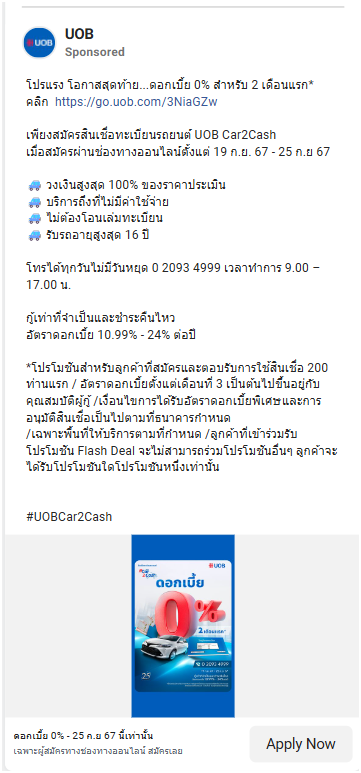 UOB
UOB
Sponsored
โปรแรง โอกาสสุดท้าย...ดอกเบี้ย 0% สำหรับ 2 เดือนแรก*
คลิก https://go.uob.com/3NiaGZw
เพียงสมัครสินเชื่อทะเบียนรถยนต์ UOB Car2Cash
เมื่อสมัครผ่านช่องทางออนไลน์ตั้งแต่ 19 ก.ย. 67 - 25 ก.ย 67
🚙 วงเงินสูงสุด 100% ของราคาประเมิน
🚙 บริการถึงที่ไม่มีค่าใช้จ่าย
🚙 ไม่ต้องโอนเล่มทะเบียน
🚙 รับรถอายุสูงสุด 16 ปี
โทรได้ทุกวันไม่มีวันหยุด 0 2093 4999 เวลาทำการ 9.00 –
17.00 น.
กู้เท่าที่จำเป็นและชำระคืนไหว
อัตราดอกเบี้ย 10.99% - 24% ต่อปี
*โปรโมชันสำหรับลูกค้าที่สมัครและตอบรับการใช้สินเชื่อ 200
ท่านแรก / อัตราดอกเบี้ยตั้งแต่เดือนที่ 3 เป็นต้นไปขึ้นอยู่กับ
คุณสมบัติผู้กู้ /เงื่อนไขการได้รับอัตราดอกเบี้ยพิเศษและการ
อนุมัติสินเชื่อเป็นไปตามที่ธนาคารกำหนด
/เฉพาะพื้นที่ให้บริการตามที่กำหนด /ลูกค้าที่เข้าร่วมรับ
โปรโมชัน Flash Deal จะไม่สามารถร่วมโปรโมชันอื่นๆ ลูกค้าจะ
ได้รับโปรโมชันใดโปรโมชันหนึ่งเท่านั้น
#UOBCar2Cash
UOB
ดอกเบี้ย
0%
2 เดือนแรก*
0 2093 4999
25
ดอกเบี้ย 0% - 25 ก.ย 67 นี้เท่านั้น
เฉพาะผู้สมัครทางช่องทางออนไลน์ สมัครเลย
Apply Now